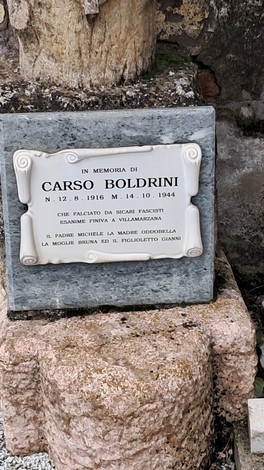 IN MEMORIA DI
CARSO BOLDRINI
N. 12.8.1916 M. 14.10.1944
CHE FALCIATO DA SICARI FASCISTI
ESANIME FINIVA A VILLAMARZANA
IL PADRE MICHELE LA MADRE ODDOBELLA
LA MOGLIE BRUNA ED IL FIGLIOLETTO GIANNI